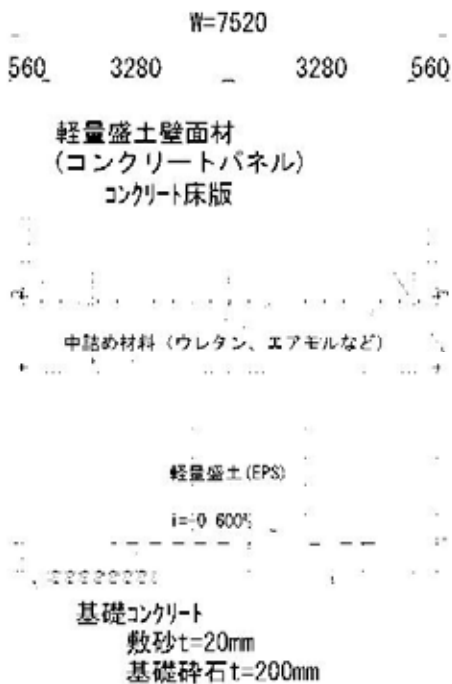 W=7520
560 3280 3280 560
軽量盛土壁面材
(コンクリートパネル)
コンクリート床版
中詰め材料（ウレタン、エアモルなど）
軽量盛土(EPS)
基礎コンクリート
敷砂t=20mm
基礎砕石t=200mm